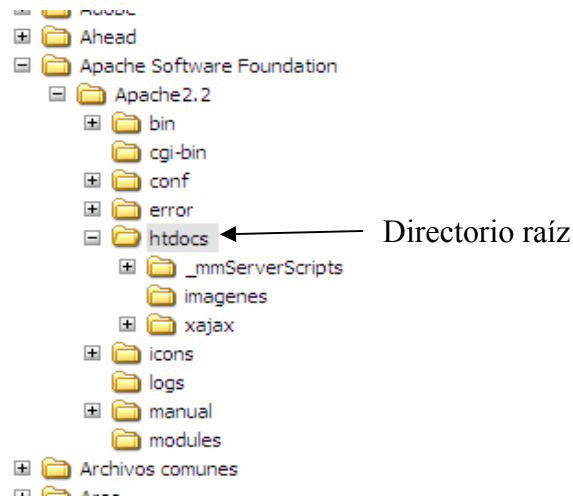 Ahead
Apache Software Foundation
Apache2.2
bin
cgi-bin
conf
error
htdocs Directorio raíz
_mmServerScripts
imagenes
xajax
icons
logs
manual
modules
Archivos comunes